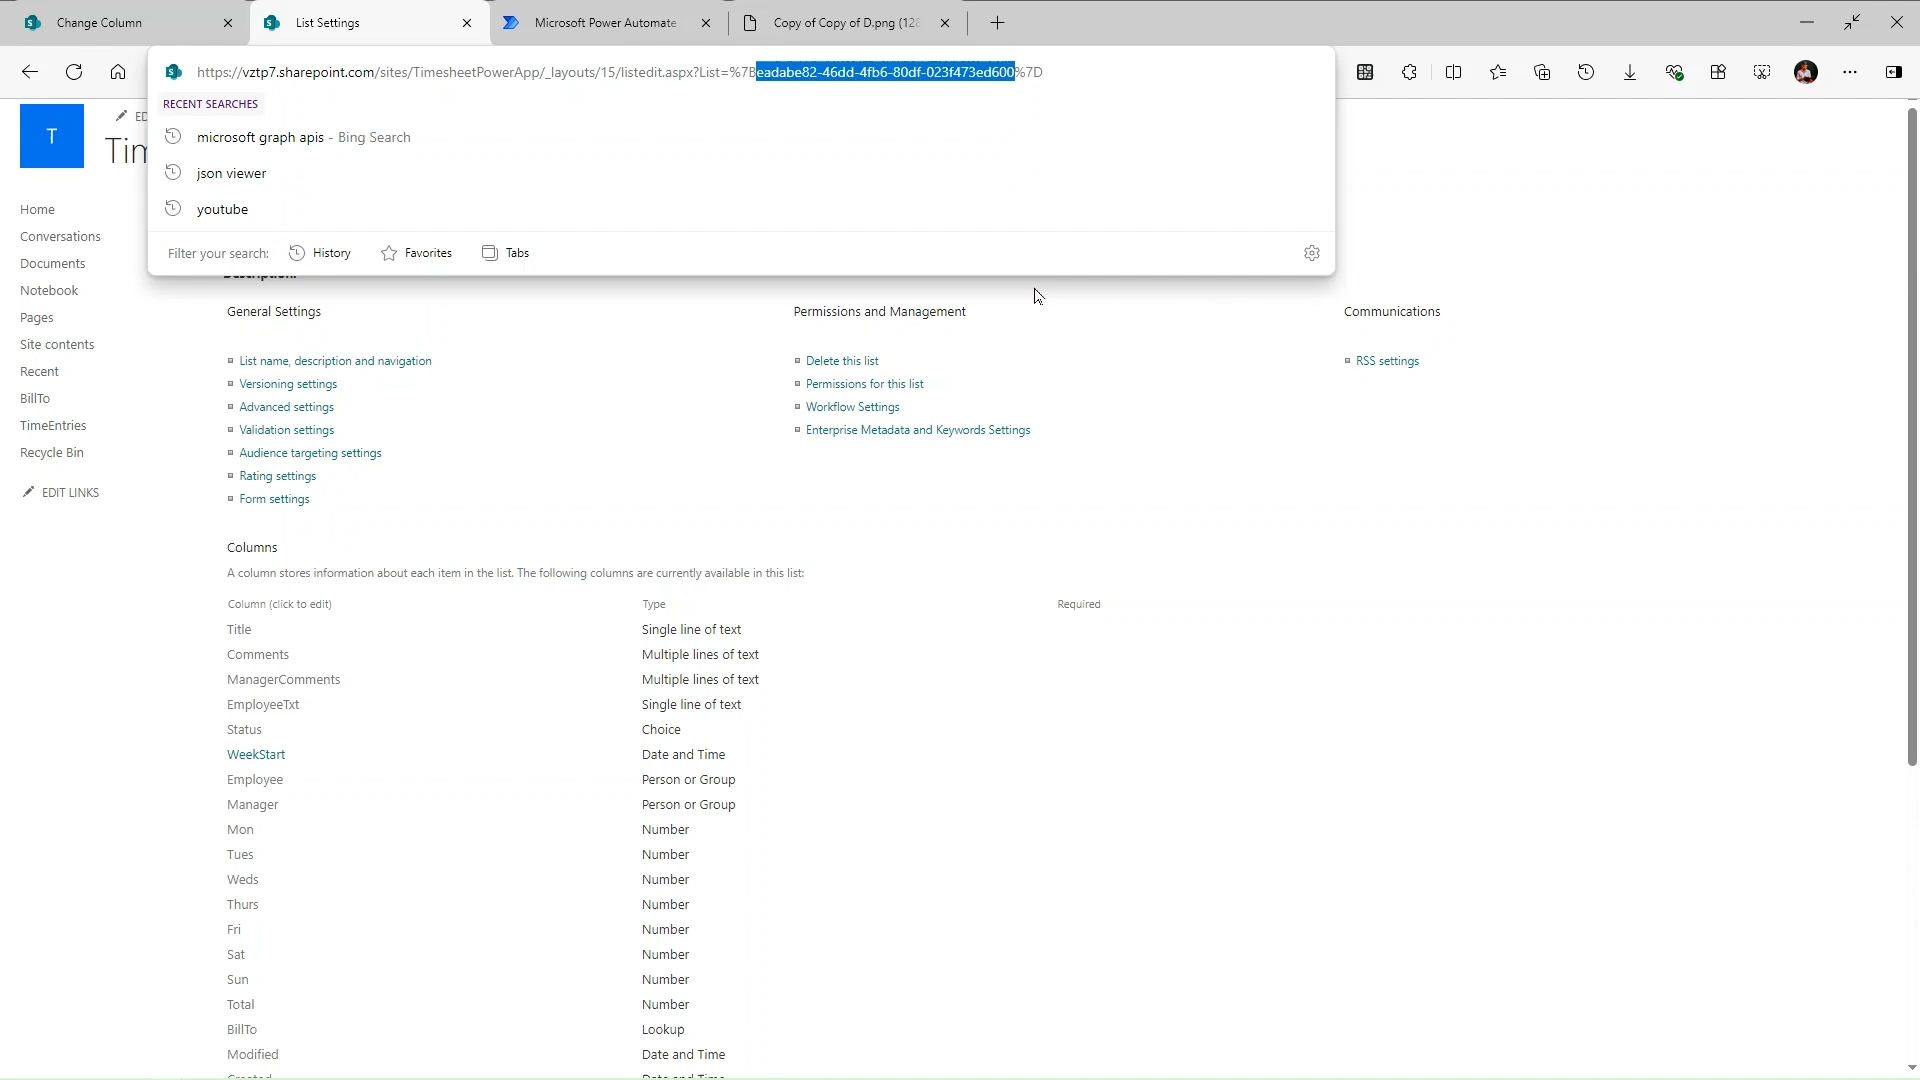 Change Column
List Settings
Microsoft Power Automate
Copy of Copy of D.png (128
https://vztp7.sharepoint.com/sites/TimesheetPowerApp/_layouts/15/listedit.aspx?List=%7Beadabe82-46dd-4fb6-80df-023f473ed600%7D
RECENT SEARCHES
microsoft graph apis - Bing Search
json viewer
youtube
Filter your search: History Favorites Tabs
T
ED
Tim
Home
Conversations
Documents
Notebook
Pages
Site contents
Recent
BillTo
TimeEntries
Recycle Bin
EDIT LINKS
Description:
General Settings
List name, description and navigation
Versioning settings
Advanced settings
Validation settings
Audience targeting settings
Rating settings
Form settings
Permissions and Management
Delete this list
Permissions for this list
Workflow Settings
Enterprise Metadata and Keywords Settings
Communications
RSS settings
Columns
A column stores information about each item in the list. The following columns are currently available in this list:
Column (click to edit) Type Required
Title Single line of text
Comments Multiple lines of text
ManagerComments Multiple lines of text
EmployeeTxt Single line of text
Status Choice
WeekStart Date and Time
Employee Person or Group
Manager Person or Group
Mon Number
Tues Number
Weds Number
Thurs Number
Fri Number
Sat Number
Sun Number
Total Number
BillTo Lookup
Modified Date and Time
Created Date and Time